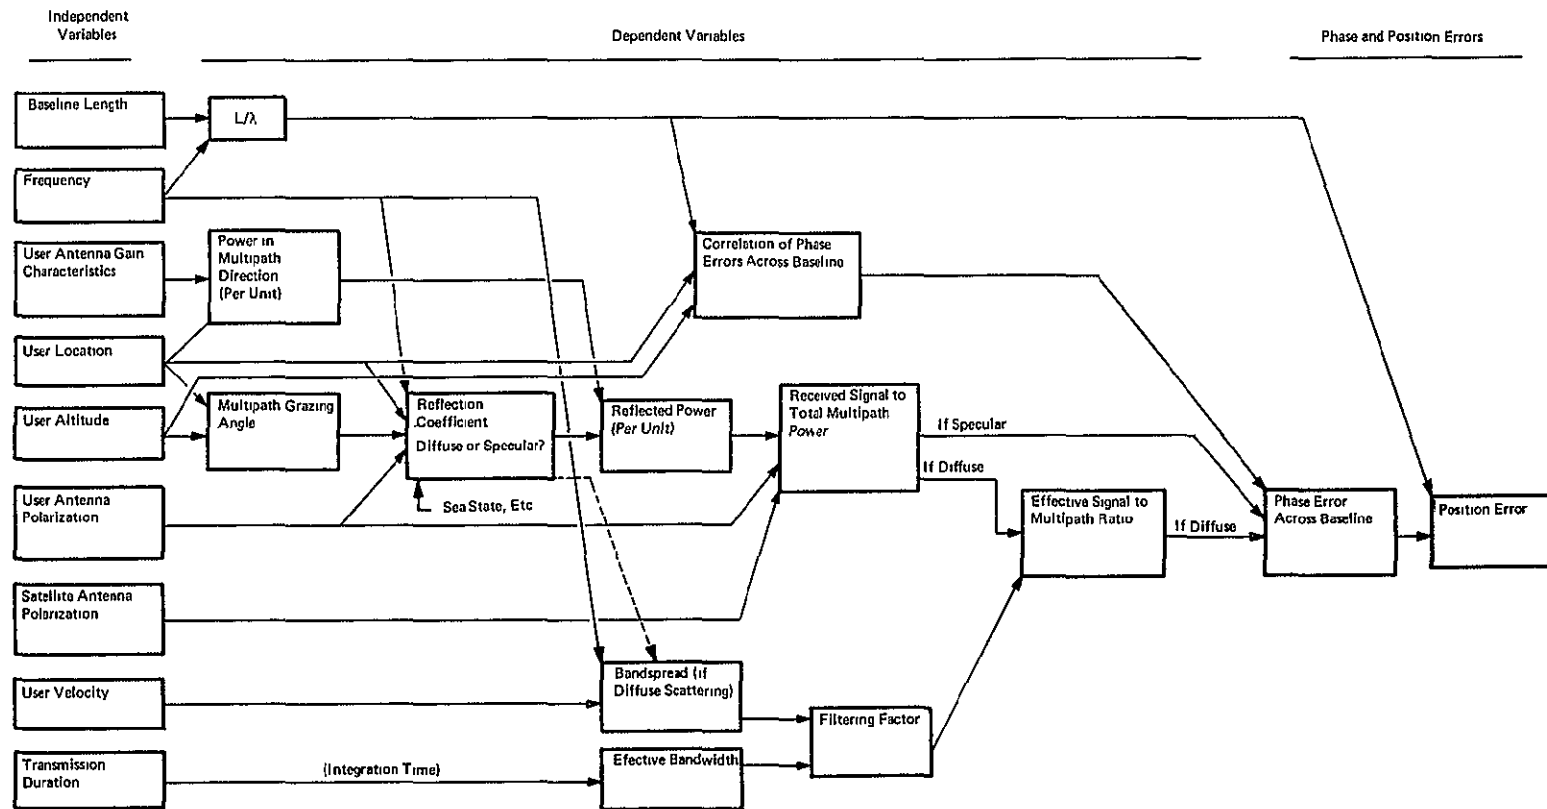 Independent
Variables
Dependent Variables
Phase and Position Errors
Baseline Length
L/λ
Frequency
User Antenna Gain
Characteristics
Power in
Multipath
Direction
(Per Unit)
Correlation of Phase
Errors Across Baseline
User Location
User Altitude
Multipath Grazing
Angle
Reflection
.Coefficient
Diffuse or Specular?
Reflected Power
(Per Unit)
Received Signal to
Total Multipath
Power
If Specular
If Diffuse
Sea State, Etc
User Antenna
Polarization
Effective Signal to
Multipath Ratio
If Diffuse
Phase Error
Across Baseline
Position Error
Satellite Antenna
Polarization
User Velocity
Bandspread (if
Diffuse Scattering)
Filtering Factor
Transmission
Duration
(Integration Time)
Efective Bandwidth